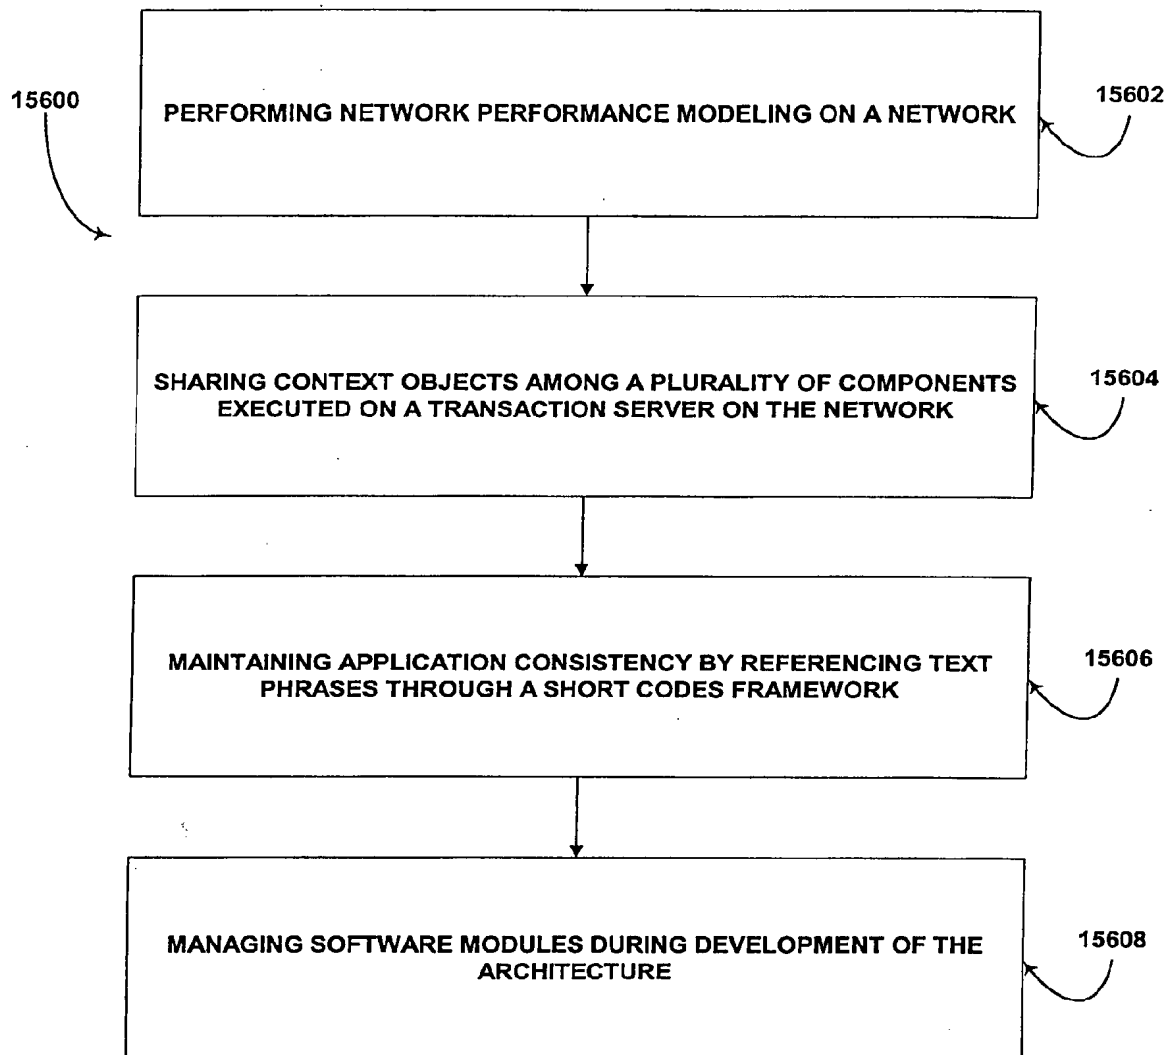 15600
PERFORMING NETWORK PERFORMANCE MODELING ON A NETWORK
15602
SHARING CONTEXT OBJECTS AMONG A PLURALITY OF COMPONENTS
EXECUTED ON A TRANSACTION SERVER ON THE NETWORK
15604
MAINTAINING APPLICATION CONSISTENCY BY REFERENCING TEXT
PHRASES THROUGH A SHORT CODES FRAMEWORK
15606
MANAGING SOFTWARE MODULES DURING DEVELOPMENT OF THE
ARCHITECTURE
15608